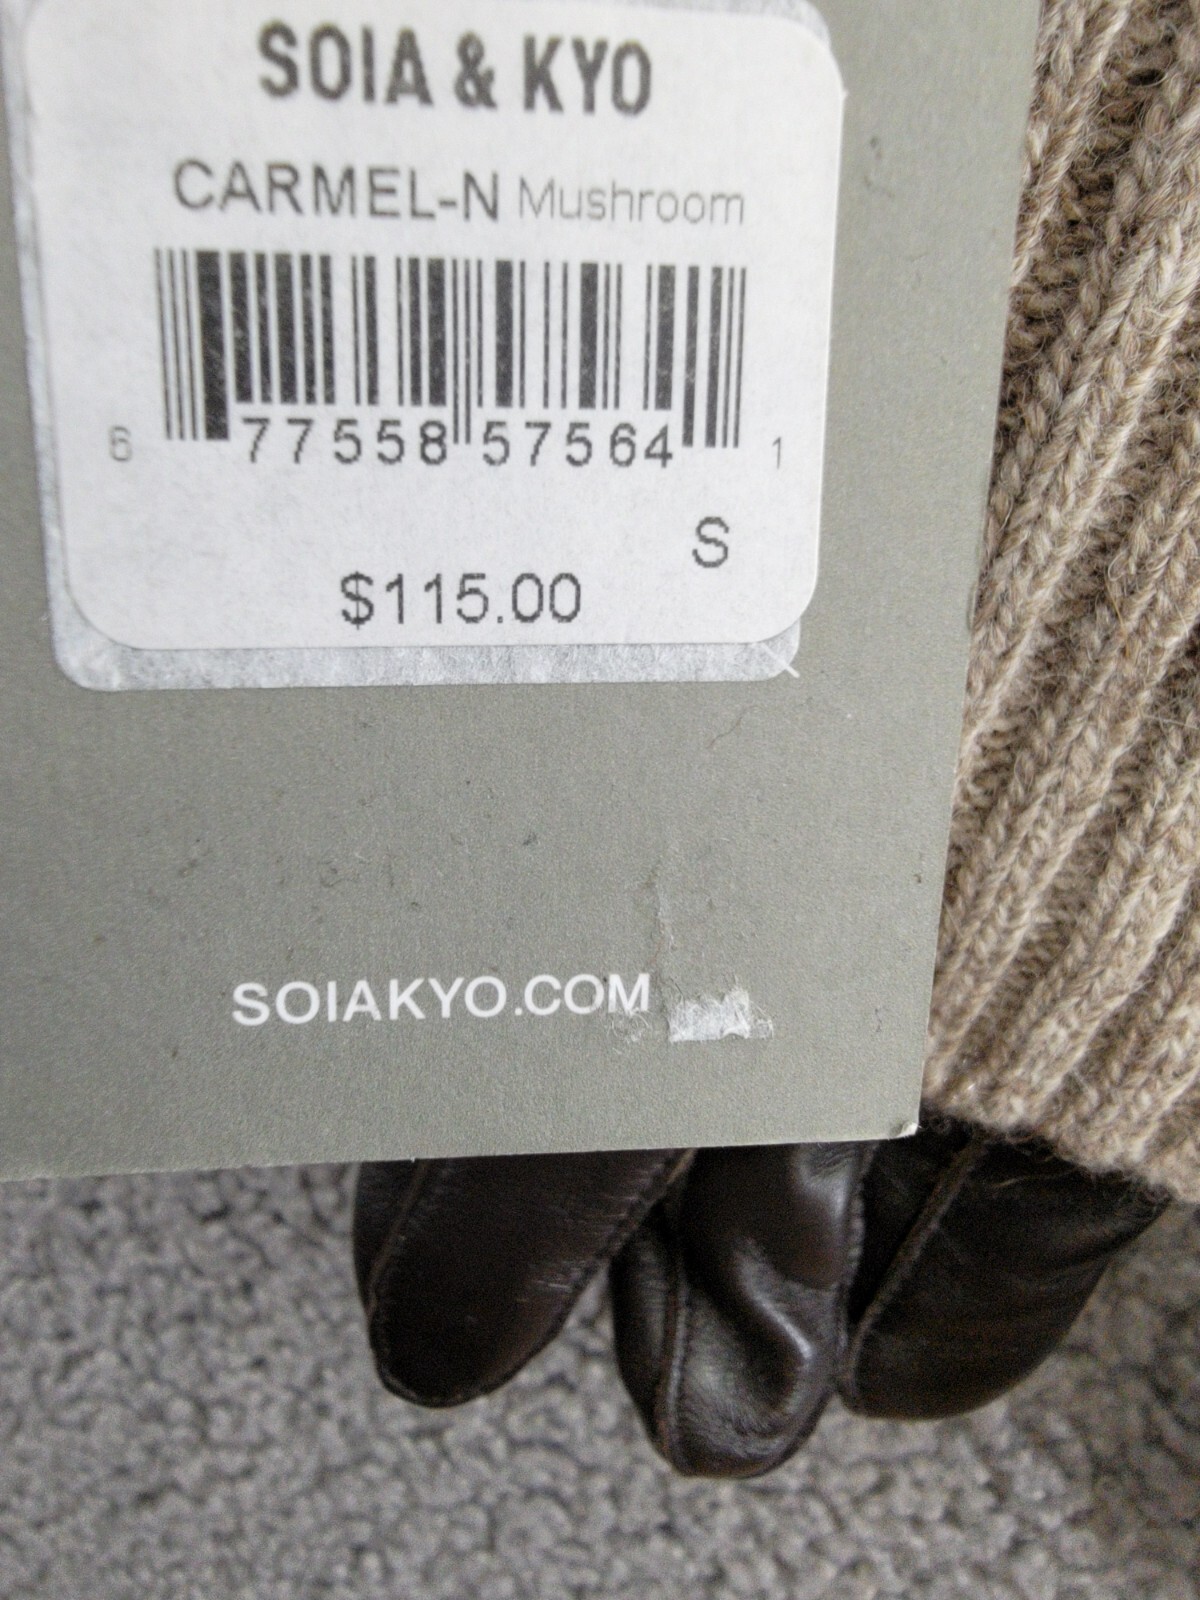 SOIA & KYO
CARMEL-N Mushroom
6 77558 57564 1
S
$115.00
SOIAKYO.COM